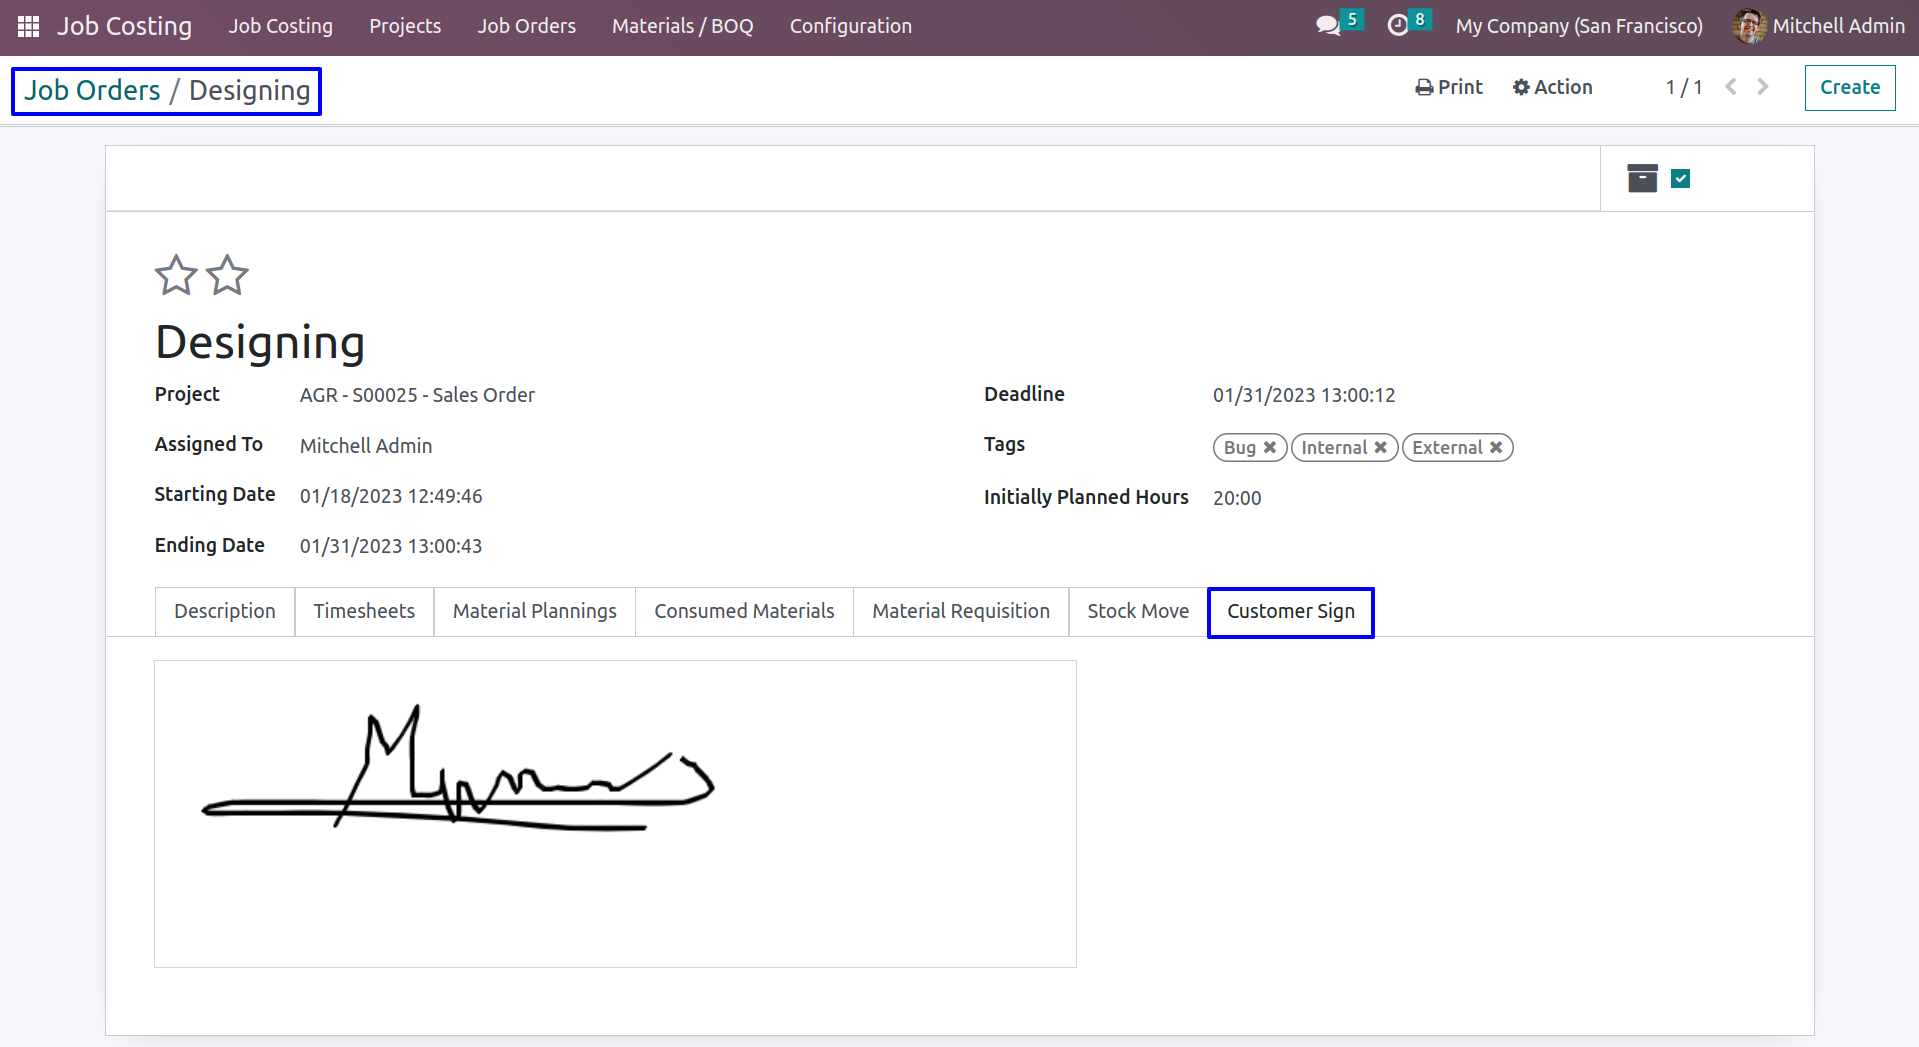 Job Costing Job Costing Projects Job Orders Materials / BOQ Configuration 5 8 My Company (San Francisco) Mitchell Admin
Job Orders / Designing Print Action 1 / 1 Create
Designing
Project AGR - S00025 - Sales Order Deadline 01/31/2023 13:00:12
Assigned To Mitchell Admin Tags Bug Internal External
Starting Date 01/18/2023 12:49:46 Initially Planned Hours 20:00
Ending Date 01/31/2023 13:00:43
Description Timesheets Material Plannings Consumed Materials Material Requisition Stock Move Customer Sign